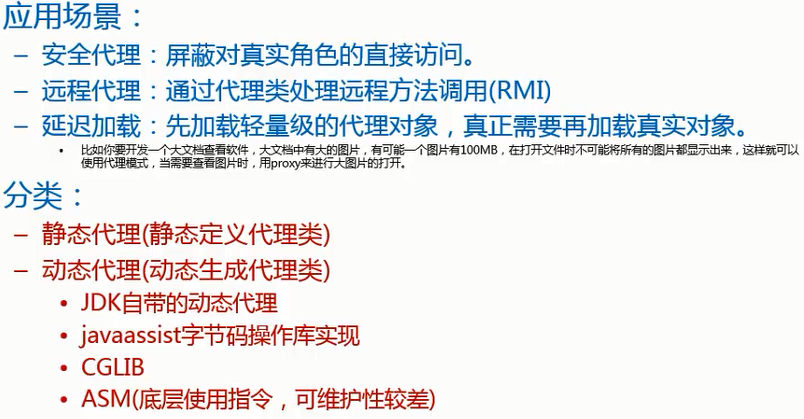 应用场景：
– 安全代理：屏蔽对真实角色的直接访问。
– 远程代理：通过代理类处理远程方法调用(RMI)
– 延迟加载：先加载轻量级的代理对象，真正需要再加载真实对象。
• 比如你要开发一个大文档查看软件，大文档中有大的图片，有可能一个图片有100MB，在打开文件时不可能将所有的图片都显示出来，这样就可以
使用代理模式，当需要查看图片时，用proxy来进行大图片的打开。
分类：
– 静态代理(静态定义代理类)
– 动态代理(动态生成代理类)
• JDK自带的动态代理
• javaassist字节码操作库实现
• CGLIB
• ASM(底层使用指令，可维护性较差)